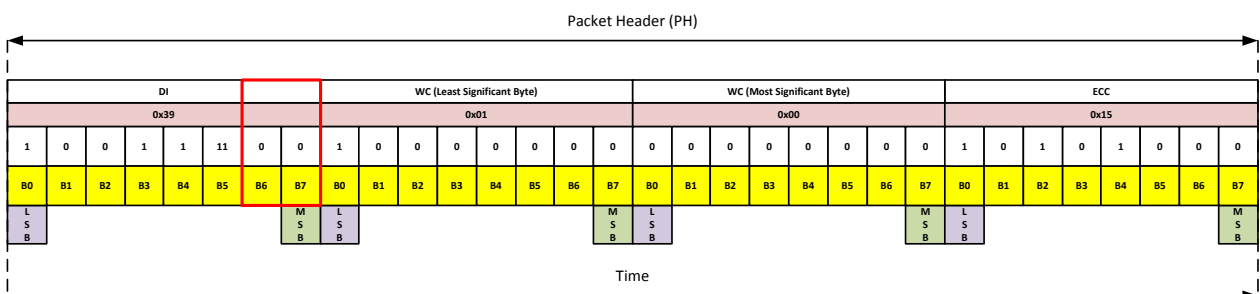 Packet Header (PH)
DI WC (Least Significant Byte) WC (Most Significant Byte) ECC
0x39 0x01 0x00 0x15
1 0 0 1 1 11 0 0 1 0 0 0 0 0 0 0 0 0 0 0 0 0 0 0 1 0 1 0 1 0 0 0
B0 B1 B2 B3 B4 B5 B6 B7 B0 B1 B2 B3 B4 B5 B6 B7 B0 B1 B2 B3 B4 B5 B6 B7 B0 B1 B2 B3 B4 B5 B6 B7
L M L M L M L M
S S S S S S S S
B B B B B B B B
Time